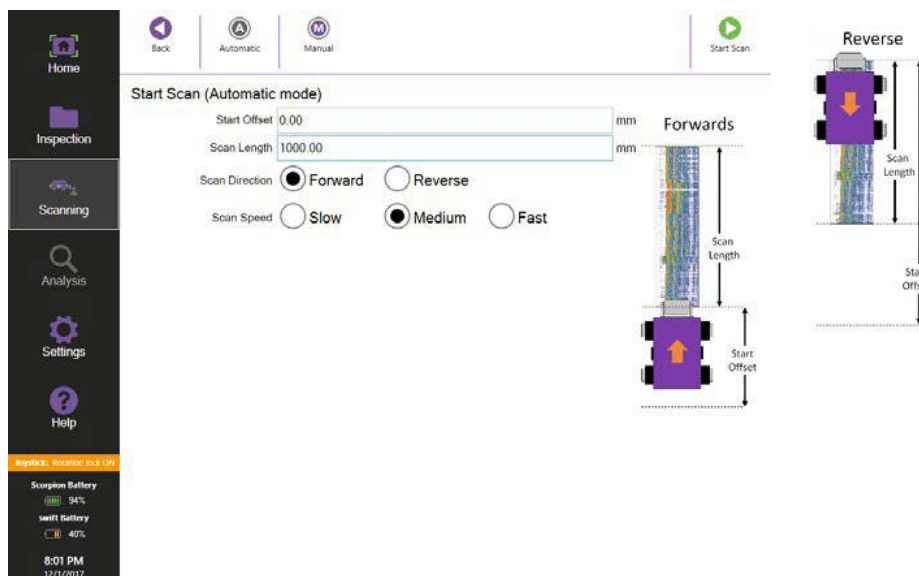 Home
Inspection
Scanning
Analysis
Settings
Help
Joystick: Rotation lock ON
Scorpion Battery
94%
swift Battery
40%
8:01 PM
12/1/2017
Back
A
Automatic
M
Manual
Start Scan
Start Scan (Automatic mode)
Start Offset 0.00 mm
Scan Length 1000.00 mm
Scan Direction Forward Reverse
Scan Speed Slow Medium Fast
Forwards
Scan
Length
Start
Offset
Reverse
Scan
Length
Sta
Offs